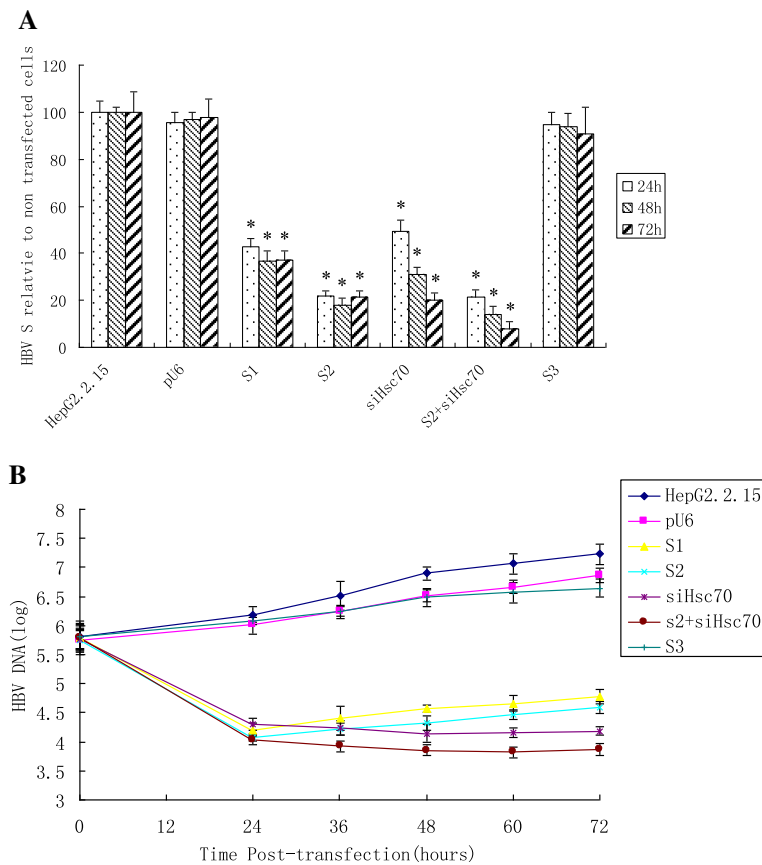 A
HBV S relatvie to non transfected cells
120
100
80
60
40
20
0
* * *
* * *
* * *
* * *
HepG2.2.15
pU6
S1
S2
siHsc70
S2+siHsc70
S3
24h
48h
72h
B
HBV DNA(log)
8
7.5
7
6.5
6
5.5
5
4.5
4
3.5
3
0 12 24 36 48 60 72
Time Post-transfection(hours)
HepG2.2.15
pU6
S1
S2
siHsc70
s2+siHsc70
S3